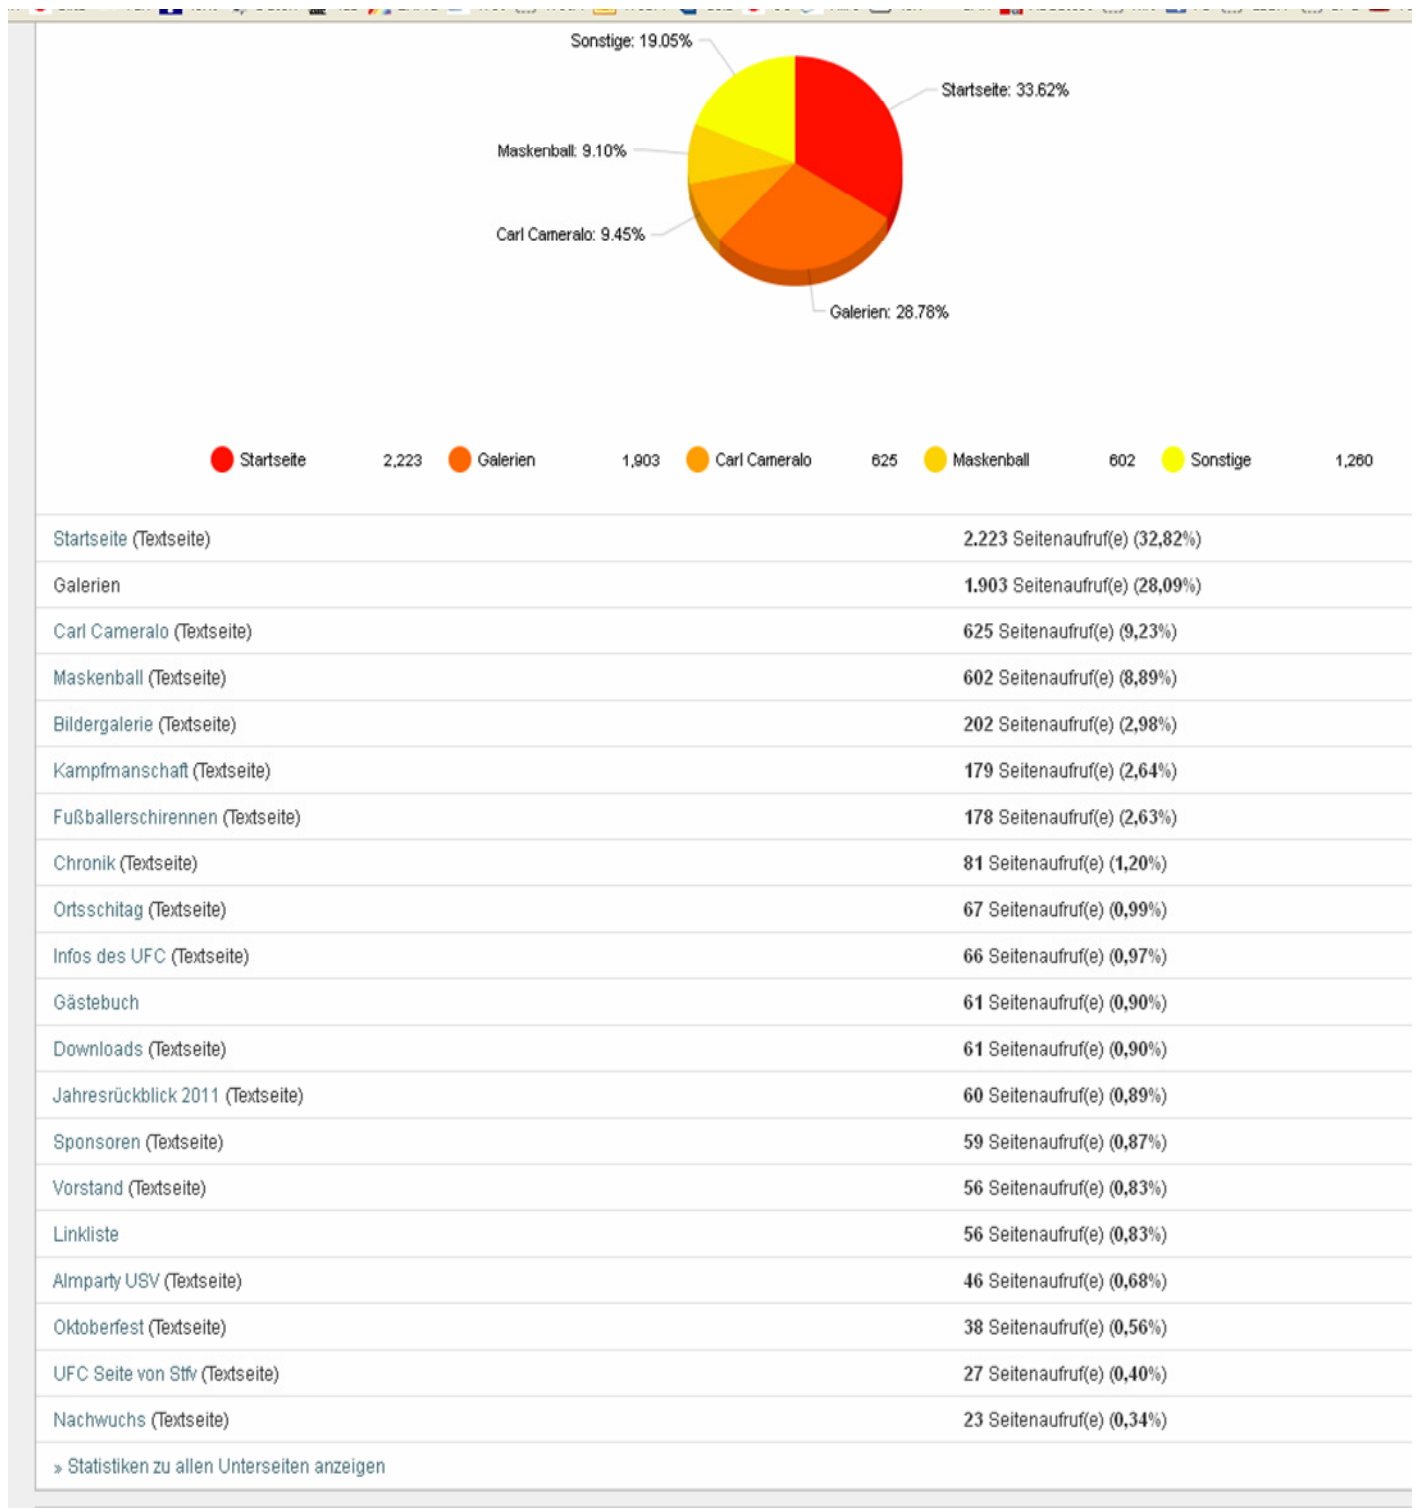 Sonstige: 19.05%
Startseite: 33.62%
Maskenball: 9.10%
Carl Cameralo: 9.45%
Galerien: 28.78%
Startseite 2,223 Galerien 1,903 Carl Cameralo 625 Maskenball 602 Sonstige 1,260
Startseite (Textseite) 2.223 Seitenaufruf(e) (32,82%)
Galerien 1.903 Seitenaufruf(e) (28,09%)
Carl Cameralo (Textseite) 625 Seitenaufruf(e) (9,23%)
Maskenball (Textseite) 602 Seitenaufruf(e) (8,89%)
Bildergalerie (Textseite) 202 Seitenaufruf(e) (2,98%)
Kampfmanschaft (Textseite) 179 Seitenaufruf(e) (2,64%)
Fußballerschirennen (Textseite) 178 Seitenaufruf(e) (2,63%)
Chronik (Textseite) 81 Seitenaufruf(e) (1,20%)
Ortsschitag (Textseite) 67 Seitenaufruf(e) (0,99%)
Infos des UFC (Textseite) 66 Seitenaufruf(e) (0,97%)
Gästebuch 61 Seitenaufruf(e) (0,90%)
Downloads (Textseite) 61 Seitenaufruf(e) (0,90%)
Jahresrückblick 2011 (Textseite) 60 Seitenaufruf(e) (0,89%)
Sponsoren (Textseite) 59 Seitenaufruf(e) (0,87%)
Vorstand (Textseite) 56 Seitenaufruf(e) (0,83%)
Linkliste 56 Seitenaufruf(e) (0,83%)
Almparty USV (Textseite) 46 Seitenaufruf(e) (0,68%)
Oktoberfest (Textseite) 38 Seitenaufruf(e) (0,56%)
UFC Seite von Stfv (Textseite) 27 Seitenaufruf(e) (0,40%)
Nachwuchs (Textseite) 23 Seitenaufruf(e) (0,34%)
» Statistiken zu allen Unterseiten anzeigen